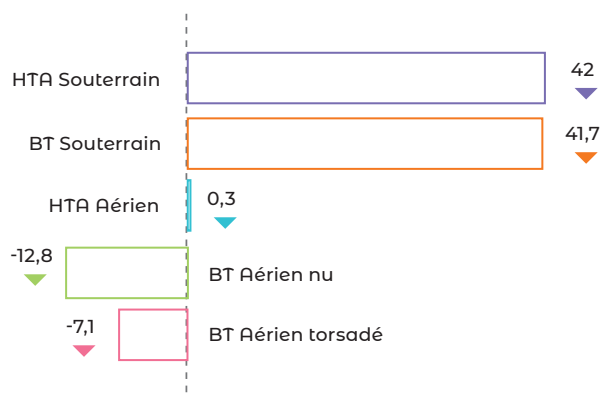 HTA Souterrain
42
BT Souterrain
41,7
HTA Aérien
0,3
-12,8
BT Aérien nu
-7,1
BT Aérien torsadé